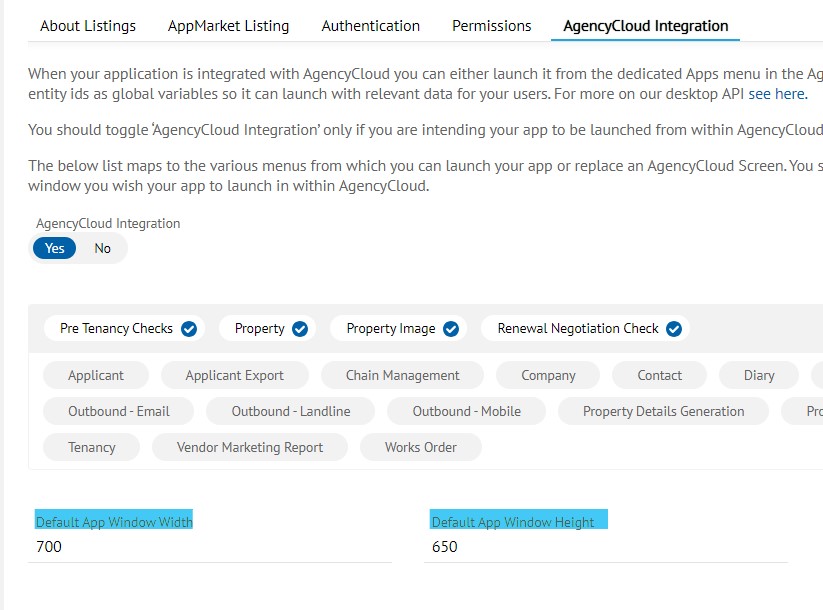 About Listings AppMarket Listing Authentication Permissions AgencyCloud Integration
When your application is integrated with AgencyCloud you can either launch it from the dedicated Apps menu in the
entity ids as global variables so it can launch with relevant data for your users. For more on our desktop API see here.
You should toggle 'AgencyCloud Integration' only if you are intending your app to be launched from within AgencyCloud
The below list maps to the various menus from which you can launch your app or replace an AgencyCloud Screen. You
window you wish your app to launch in within AgencyCloud.
AgencyCloud Integration
Yes No
Pre Tenancy Checks Property Property Image Renewal Negotiation Check
Applicant Applicant Export Chain Management Company Contact Diary
Outbound - Email Outbound - Landline Outbound - Mobile Property Details Generation
Tenancy Vendor Marketing Report Works Order
Default App Window Width Default App Window Height
700 650